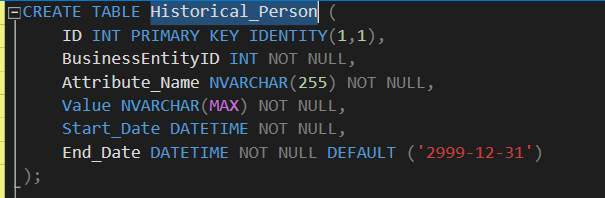 CREATE TABLE Historical_Person (
ID INT PRIMARY KEY IDENTITY(1,1),
BusinessEntityID INT NOT NULL,
Attribute_Name NVARCHAR(255) NOT NULL,
Value NVARCHAR(MAX) NOT NULL,
Start_Date DATETIME NOT NULL,
End_Date DATETIME NOT NULL DEFAULT ('2999-12-31')
);